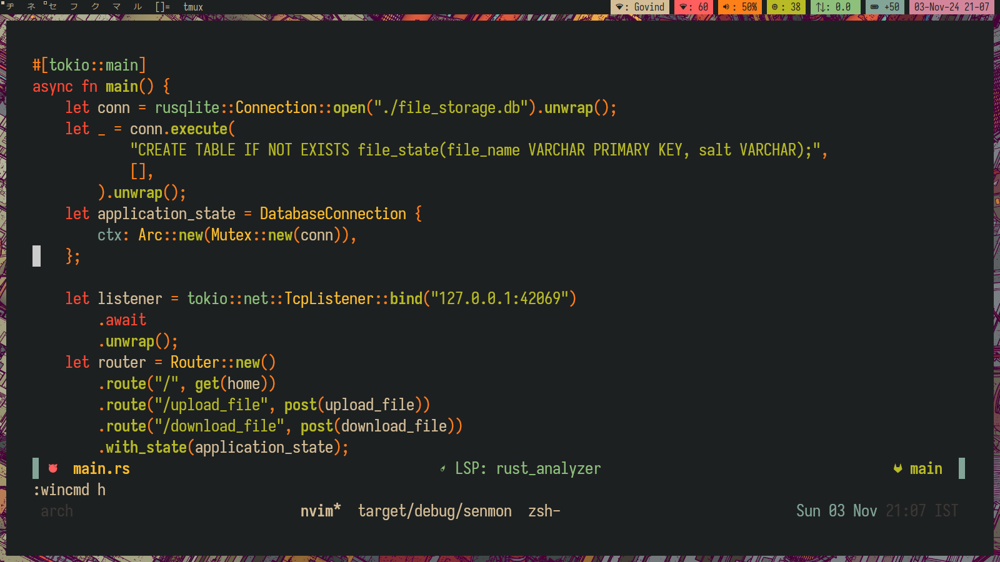 ヂ ネ セ フ ク マ ル []= tmux : Govind : 60 : 50% : 38 : 0.0 +50 03-Nov-24 21-07
#[tokio::main]
async fn main() {
    let conn = rusqlite::Connection::open("./file_storage.db").unwrap();
    let _ = conn.execute(
            "CREATE TABLE IF NOT EXISTS file_state(file_name VARCHAR PRIMARY KEY, salt VARCHAR);",
            [],
        ).unwrap();
    let application_state = DatabaseConnection {
        ctx: Arc::new(Mutex::new(conn)),
    };
    let listener = tokio::net::TcpListener::bind("127.0.0.1:42069")
        .await
        .unwrap();
    let router = Router::new()
        .route("/", get(home))
        .route("/upload_file", post(upload_file))
        .route("/download_file", post(download_file))
        .with_state(application_state);
main.rs LSP: rust_analyzer main
:wincmd h
arch nvim* target/debug/senmon zsh- Sun 03 Nov 21:07 IST